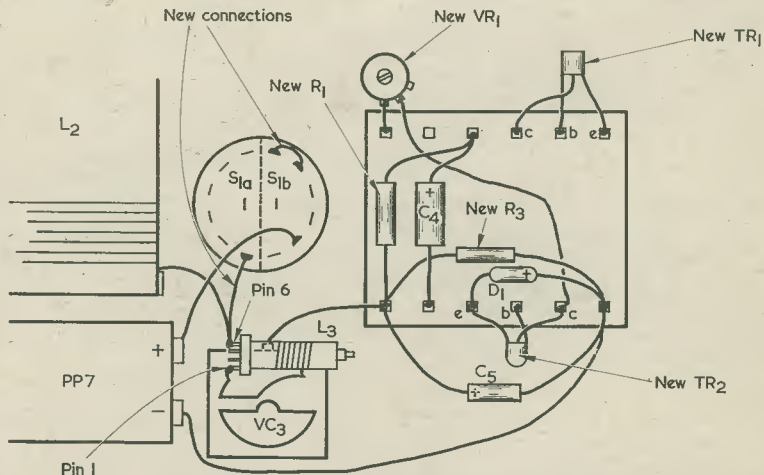 New connections
New VR1
New TR1
New R1
L2
c
b
e
S1a
S1b
+
C4
New R3
D1
+
Pin 6
e
b
c
L3
+
PP7
New TR2
C5
+
-
VC3
-
Pin 1